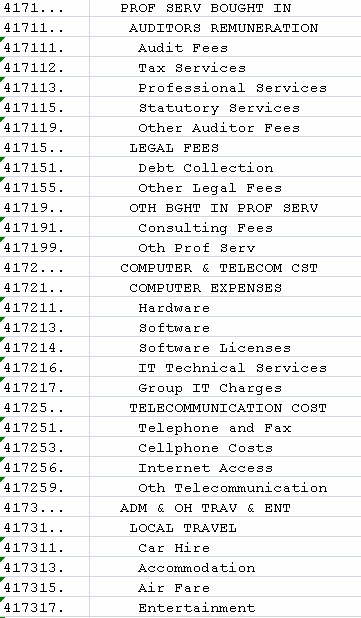 4171... PROF SERV BOUGHT IN
41711.. AUDITORS REMUNERATION
417111. Audit Fees
417112. Tax Services
417113. Professional Services
417115. Statutory Services
417119. Other Auditor Fees
41715.. LEGAL FEES
417151. Debt Collection
417155. Other Legal Fees
41719.. OTH BGHT IN PROF SERV
417191. Consulting Fees
417199. Oth Prof Serv
4172... COMPUTER & TELECOM CST
41721.. COMPUTER EXPENSES
417211. Hardware
417213. Software
417214. Software Licenses
417216. IT Technical Services
417217. Group IT Charges
41725.. TELECOMMUNICATION COST
417251. Telephone and Fax
417253. Cellphone Costs
417256. Internet Access
417259. Oth Telecommunication
4173... ADM & OH TRAV & ENT
41731.. LOCAL TRAVEL
417311. Car Hire
417313. Accommodation
417315. Air Fare
417317. Entertainment